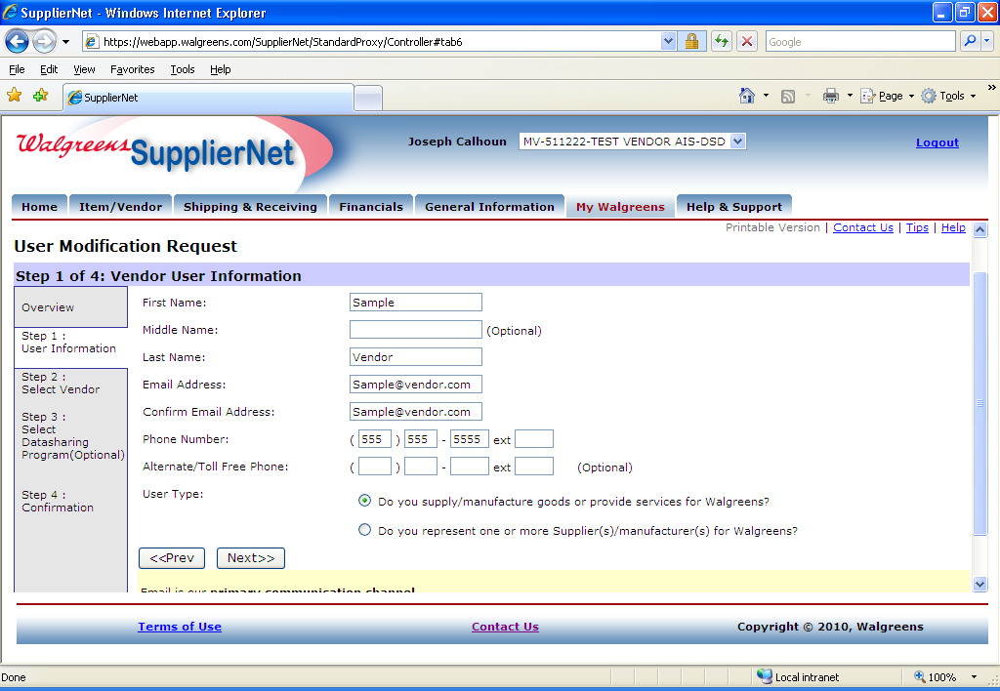 SupplierNet - Windows Internet Explorer
https://webapp.walgreens.com/SupplierNet/StandardProxy/Controller#tab6
Google
File Edit View Favorites Tools Help
SupplierNet
Page Tools
Walgreens SupplierNet
Joseph Calhoun
MV-511222-TEST VENDOR AIS-DSD
Logout
Home Item/Vendor Shipping & Receiving Financials General Information My Walgreens Help & Support
Printable Version | Contact Us | Tips | Help
User Modification Request
Step 1 of 4: Vendor User Information
Overview
Step 1 :
User Information
Step 2 :
Select Vendor
Step 3 :
Select
Datasharing
Program(Optional)
Step 4 :
Confirmation
First Name: Sample
Middle Name: (Optional)
Last Name: Vendor
Email Address: Sample@vendor.com
Confirm Email Address: Sample@vendor.com
Phone Number: ( 555 ) 555 - 5555 ext
Alternate/Toll Free Phone: ( ) - ext (Optional)
User Type:
Do you supply/manufacture goods or provide services for Walgreens?
Do you represent one or more Supplier(s)/manufacturer(s) for Walgreens?
<<Prev Next>>
Email is our primary communication channel.
Terms of Use Contact Us Copyright © 2010, Walgreens
Done Local intranet 100%